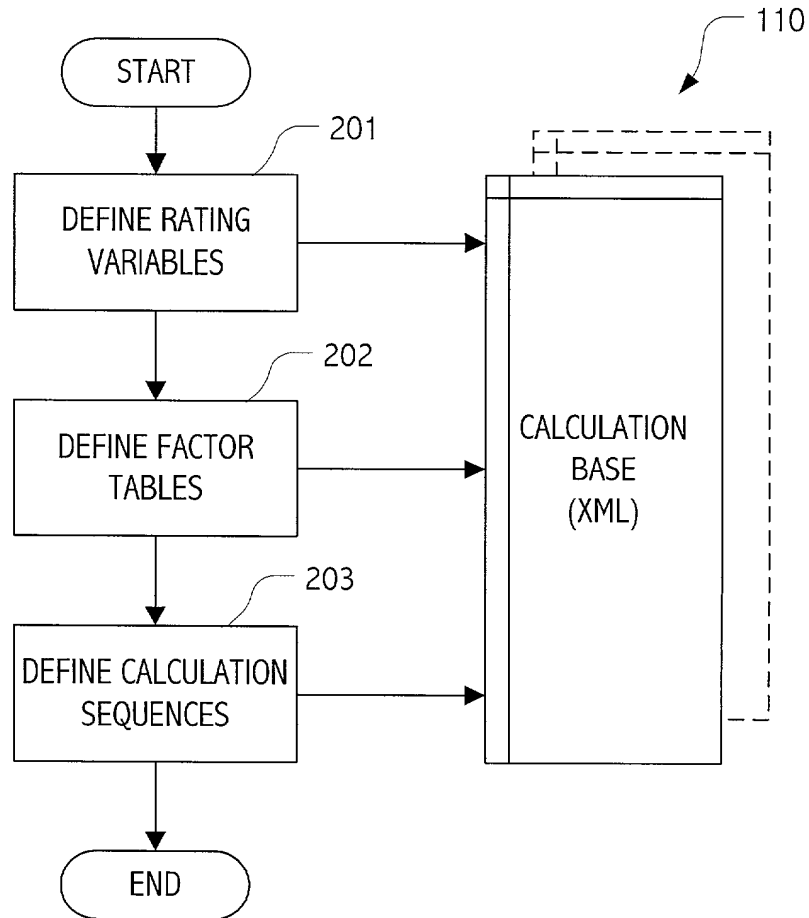 110
START
201
DEFINE RATING
VARIABLES
202
DEFINE FACTOR
TABLES
CALCULATION
BASE
(XML)
203
DEFINE CALCULATION
SEQUENCES
END